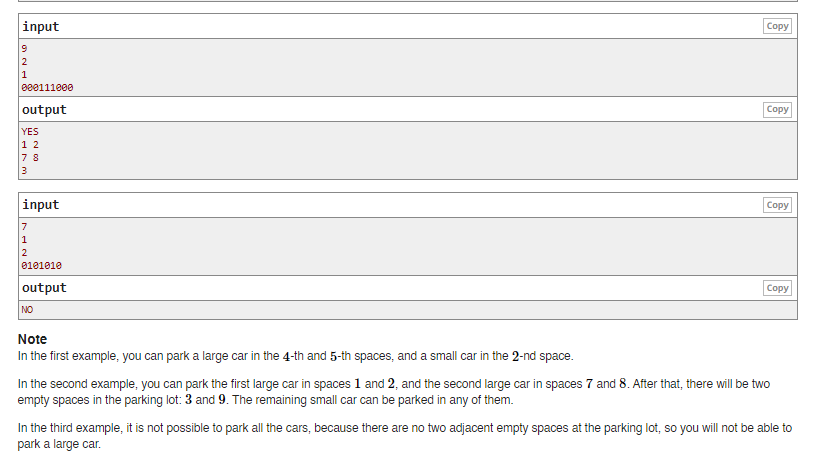 input
Copy
9
2
1
000111000
output
Copy
YES
1 2
7 8
3
input
Copy
7
1
2
0101010
output
Copy
NO
Note
In the first example, you can park a large car in the 4-th and 5-th spaces, and a small car in the 2-nd space.
In the second example, you can park the first large car in spaces 1 and 2, and the second large car in spaces 7 and 8. After that, there will be two
empty spaces in the parking lot: 3 and 9. The remaining small car can be parked in any of them.
In the third example, it is not possible to park all the cars, because there are no two adjacent empty spaces at the parking lot, so you will not be able to
park a large car.